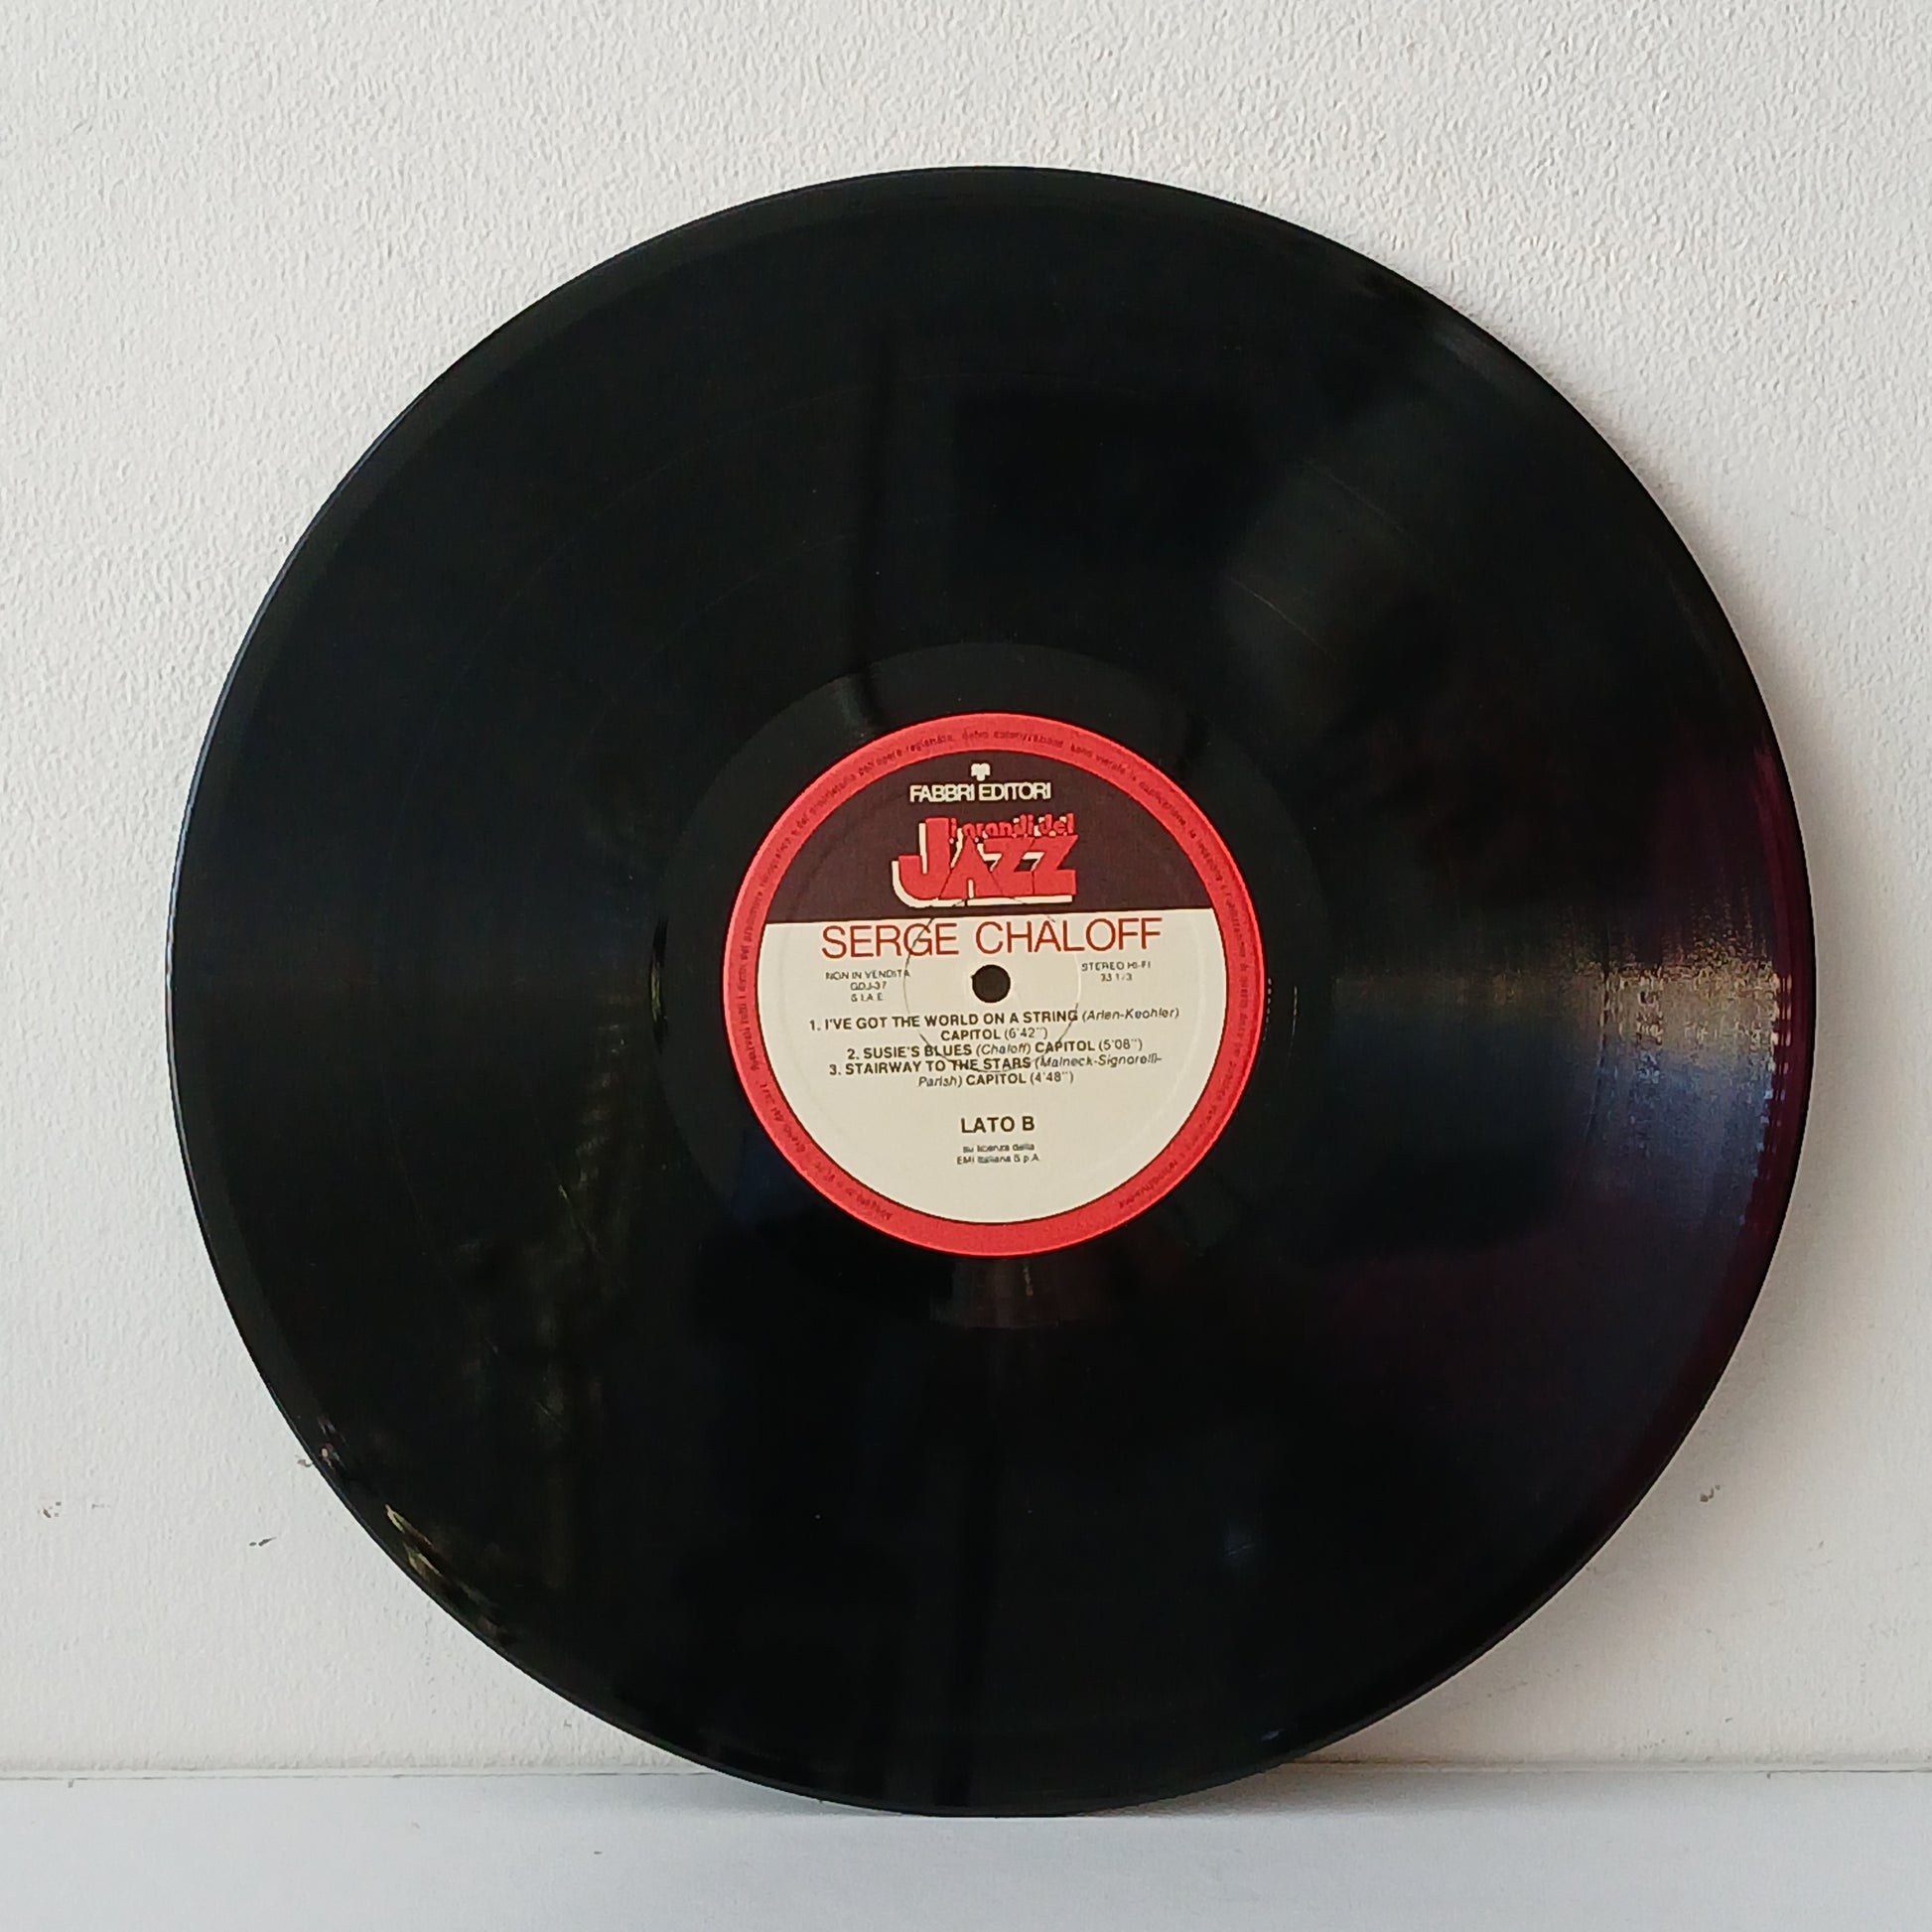 FABBRI EDITORI
I grandi del
JAZZ
SERGE CHALOFF
NON IN VENDITA
GDJ-37
S.I.A.E.
STEREO HI-FI
33 1/3
1. I'VE GOT THE WORLD ON A STRING (Arlen-Keohler)
CAPITOL (6'42'')
2. SUSIE'S BLUES (Chaloff) CAPITOL (5'08'')
3. STAIRWAY TO THE STARS (Malneck-Signorelli-
Parish) CAPITOL (4'48'')
LATO B
su licenza della
EMI Italiana S.p.A.